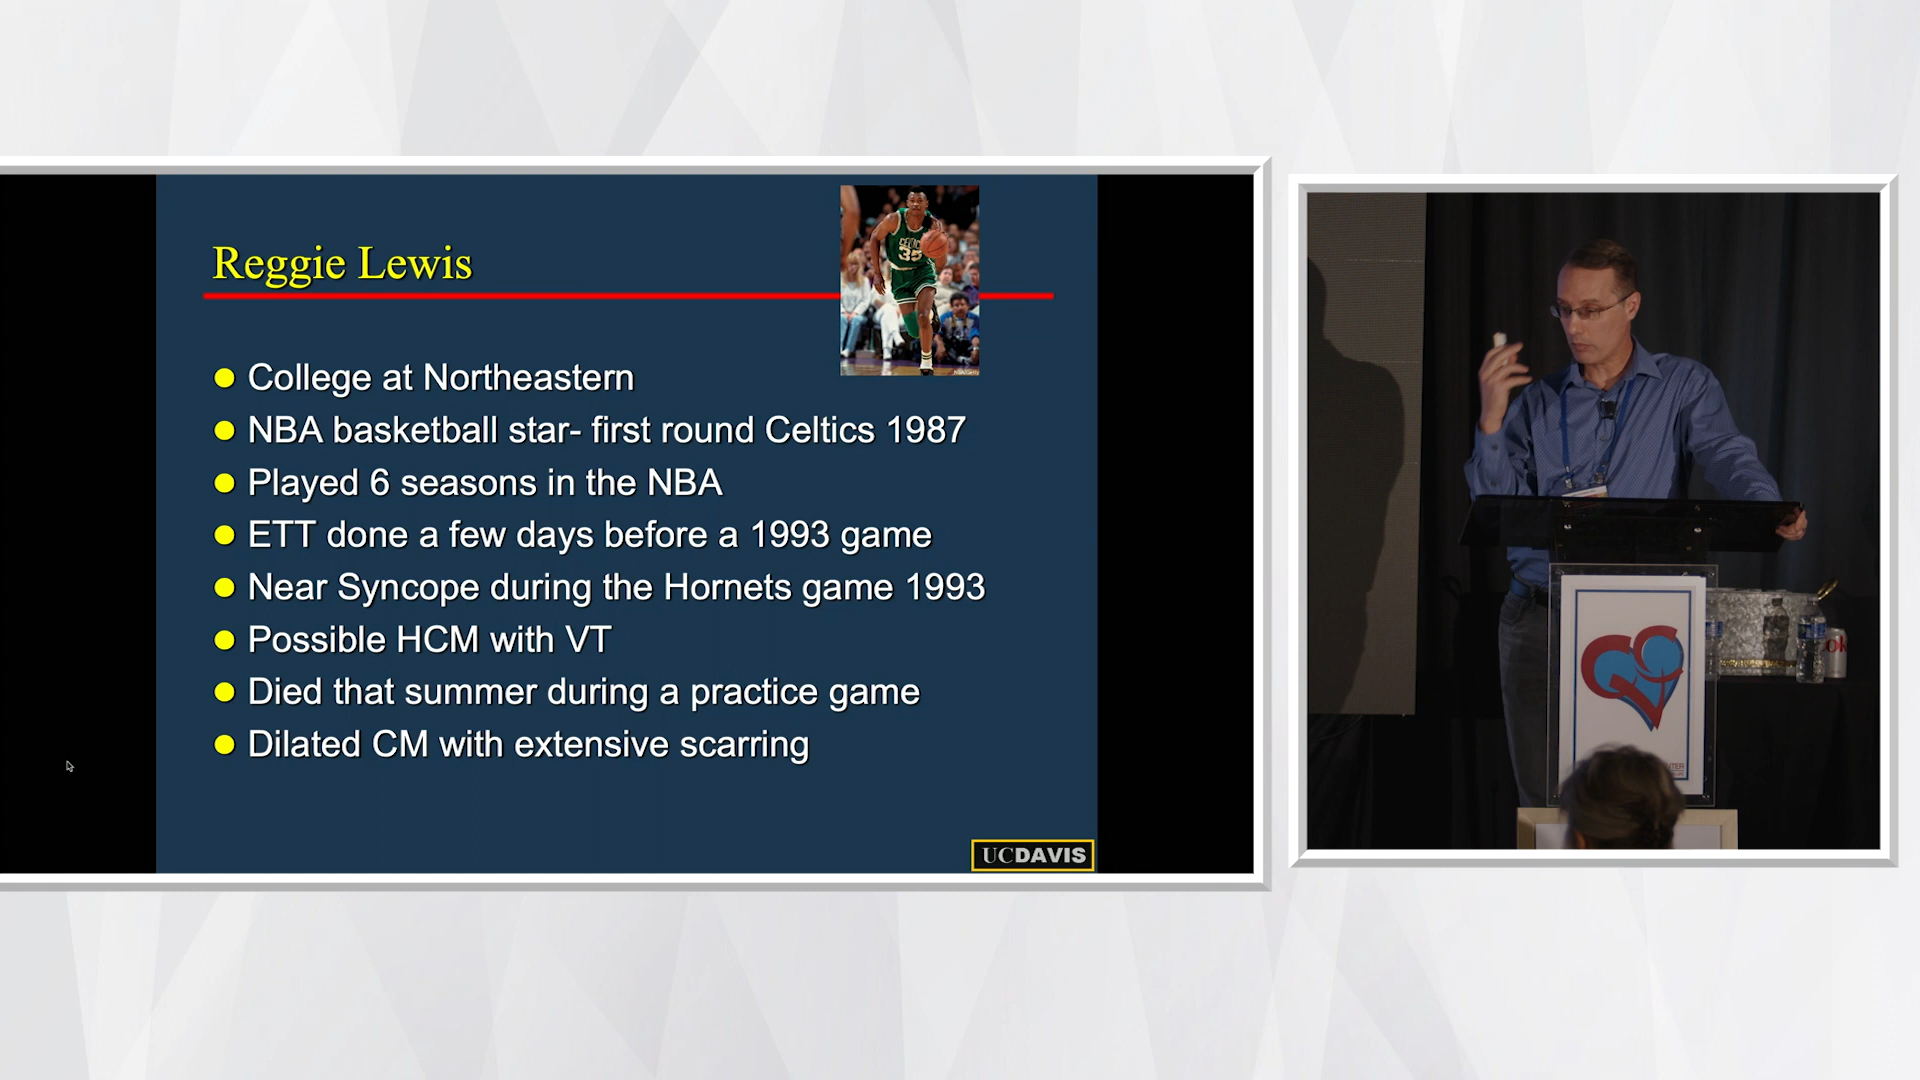 Reggie Lewis
CELTICS
35
College at Northeastern
NBA basketball star- first round Celtics 1987
Played 6 seasons in the NBA
ETT done a few days before a 1993 game
Near Syncope during the Hornets game 1993
Possible HCM with VT
Died that summer during a practice game
Dilated CM with extensive scarring
UCDAVIS